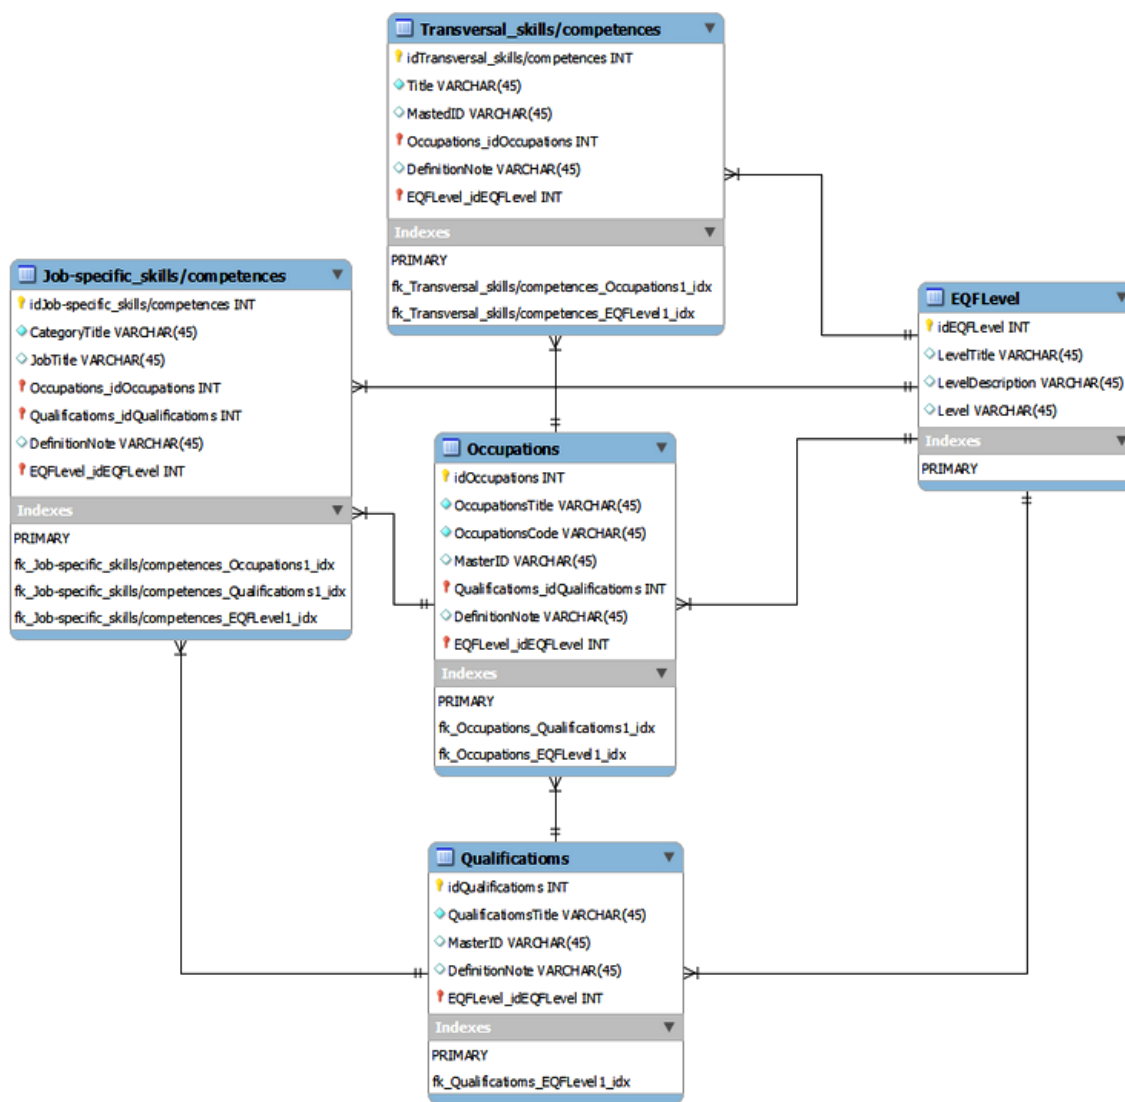 Transversal_skills/competences
idTransversal_skills/competences INT
Title VARCHAR(45)
MastedID VARCHAR(45)
Occupations_idOccupations INT
DefinitionNote VARCHAR(45)
EQFLevel_idEQFLevel INT
Indexes
PRIMARY
fk_Transversal_skills/competences_Occupations1_idx
fk_Transversal_skills/competences_EQFLevel1_idx
Job-specific_skills/competences
idJob-specific_skills/competences INT
CategoryTitle VARCHAR(45)
JobTitle VARCHAR(45)
Occupations_idOccupations INT
Qualificatioms_idQualificatioms INT
DefinitionNote VARCHAR(45)
EQFLevel_idEQFLevel INT
Indexes
PRIMARY
fk_Job-specific_skills/competences_Occupations1_idx
fk_Job-specific_skills/competences_Qualificatioms1_idx
fk_Job-specific_skills/competences_EQFLevel1_idx
EQFLevel
idEQFLevel INT
LevelTitle VARCHAR(45)
LevelDescription VARCHAR(45)
Level VARCHAR(45)
Indexes
PRIMARY
Occupations
idOccupations INT
OccupationsTitle VARCHAR(45)
OccupationsCode VARCHAR(45)
MasterID VARCHAR(45)
Qualificatioms_idQualificatioms INT
DefinitionNote VARCHAR(45)
EQFLevel_idEQFLevel INT
Indexes
PRIMARY
fk_Occupations_Qualificatioms1_idx
fk_Occupations_EQFLevel1_idx
Qualificatioms
idQualificatioms INT
QualificatiomsTitle VARCHAR(45)
MasterID VARCHAR(45)
DefinitionNote VARCHAR(45)
EQFLevel_idEQFLevel INT
Indexes
PRIMARY
fk_Qualificatioms_EQFLevel1_idx